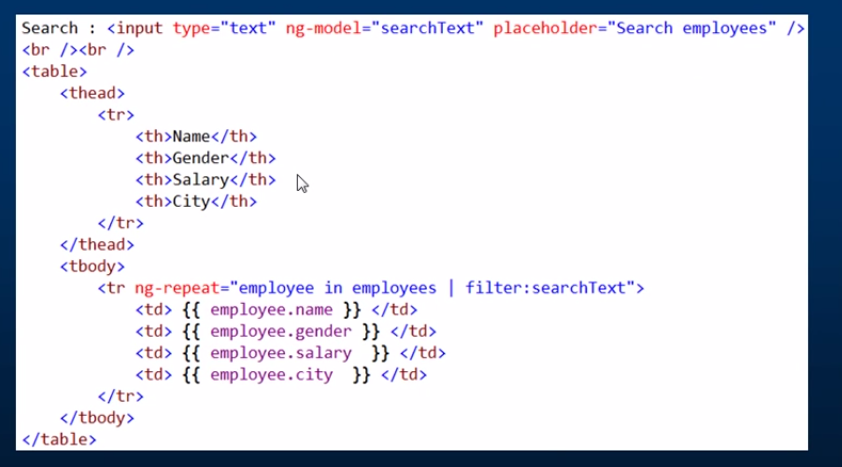 Search : <input type="text" ng-model="searchText" placeholder="Search employees" />
<br /><br />
<table>
    <thead>
        <tr>
            <th>Name</th>
            <th>Gender</th>
            <th>Salary</th>
            <th>City</th>
        </tr>
    </thead>
    <tbody>
        <tr ng-repeat="employee in employees | filter:searchText">
            <td> {{ employee.name }} </td>
            <td> {{ employee.gender }} </td>
            <td> {{ employee.salary  }} </td>
            <td> {{ employee.city  }} </td>
        </tr>
    </tbody>
</table>